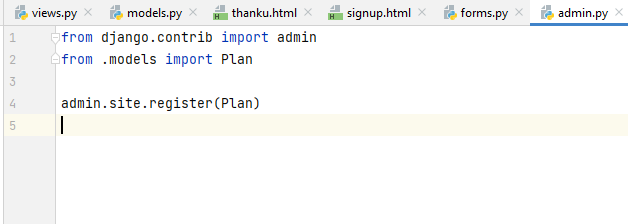 views.py models.py thanku.html signup.html forms.py admin.py
1 from django.contrib import admin
2 from .models import Plan
3
4 admin.site.register(Plan)
5